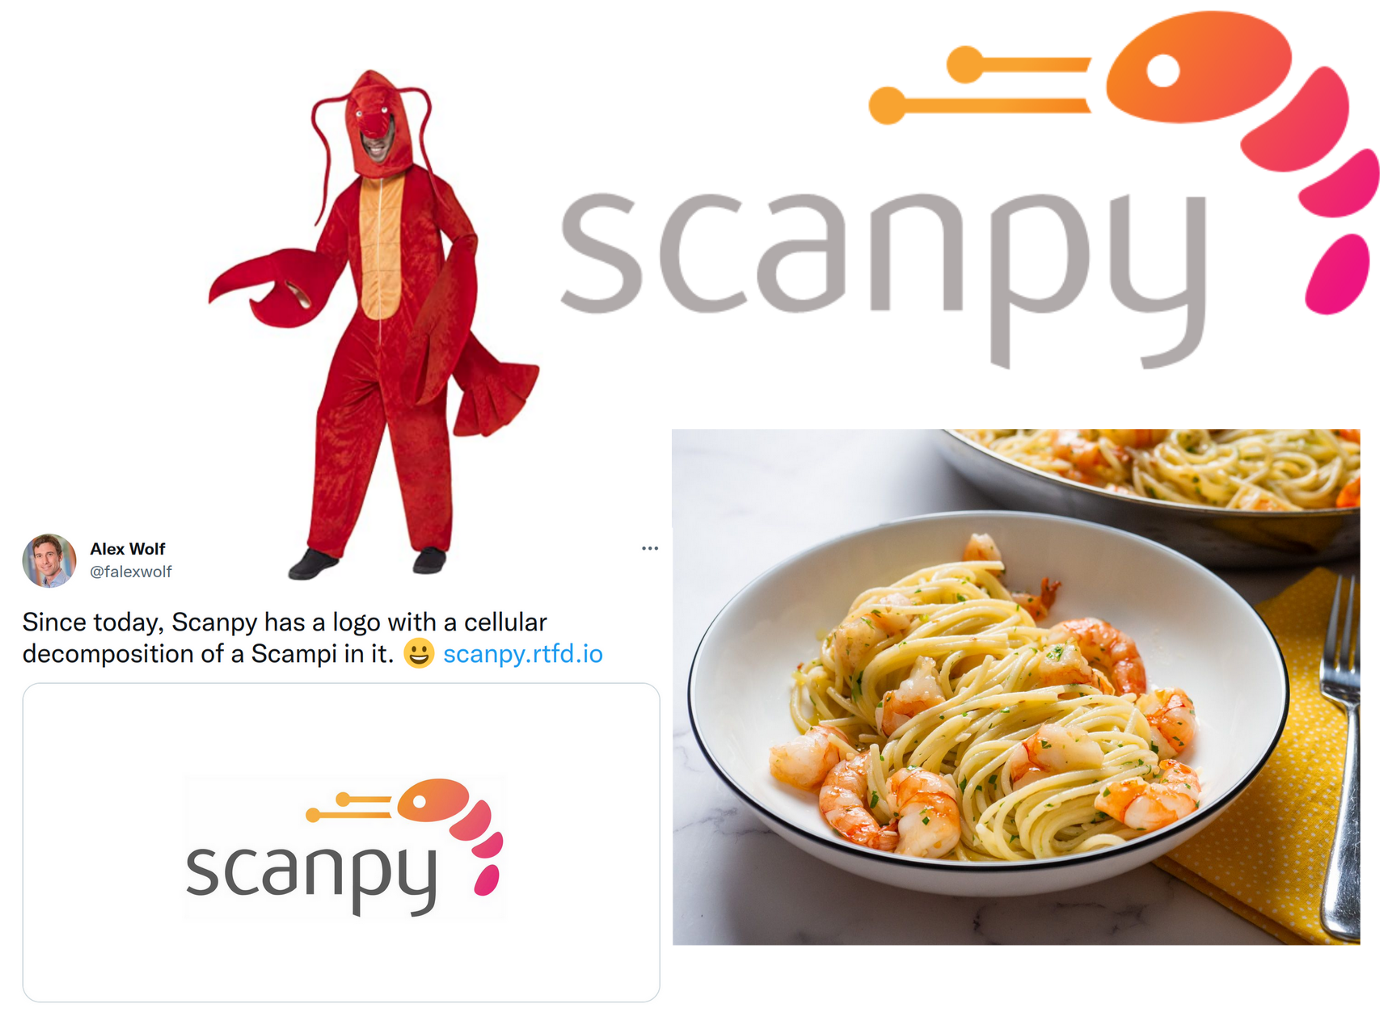 scanpy
Alex Wolf
@falexwolf
Since today, Scanpy has a logo with a cellular
decomposition of a Scampi in it. 😃 scanpy.rtfd.io
scanpy